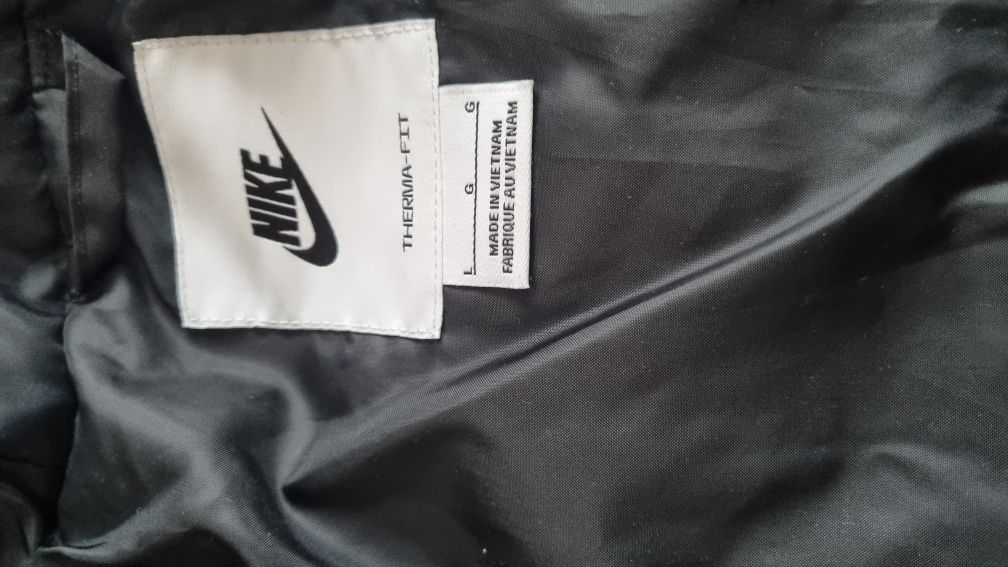 NIKE
THERMA-FIT
L G G
MADE IN VIETNAM
FABRIQUE AU VIETNAM